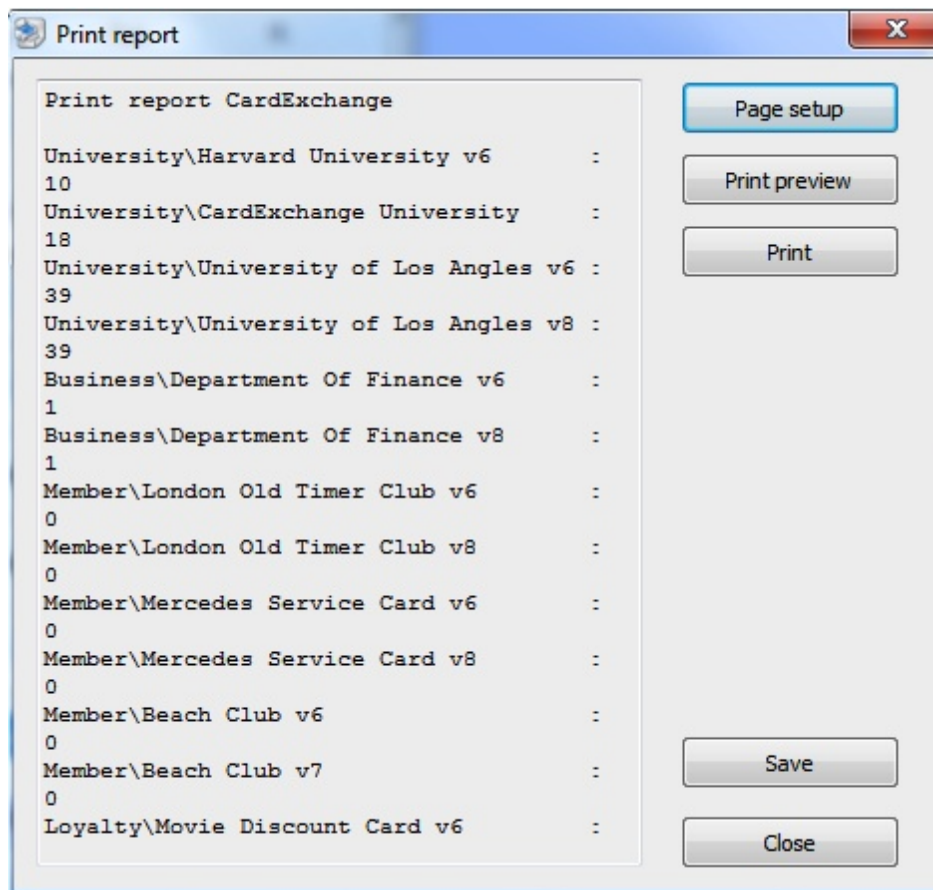 Print report
Print report CardExchange
University\Harvard University v6 :
10
University\CardExchange University :
18
University\University of Los Angles v6 :
39
University\University of Los Angles v8 :
39
Business\Department Of Finance v6 :
1
Business\Department Of Finance v8 :
1
Member\London Old Timer Club v6 :
0
Member\London Old Timer Club v8 :
0
Member\Mercedes Service Card v6 :
0
Member\Mercedes Service Card v8 :
0
Member\Beach Club v6 :
0
Member\Beach Club v7 :
0
Loyalty\Movie Discount Card v6 :
Page setup
Print preview
Print
Save
Close